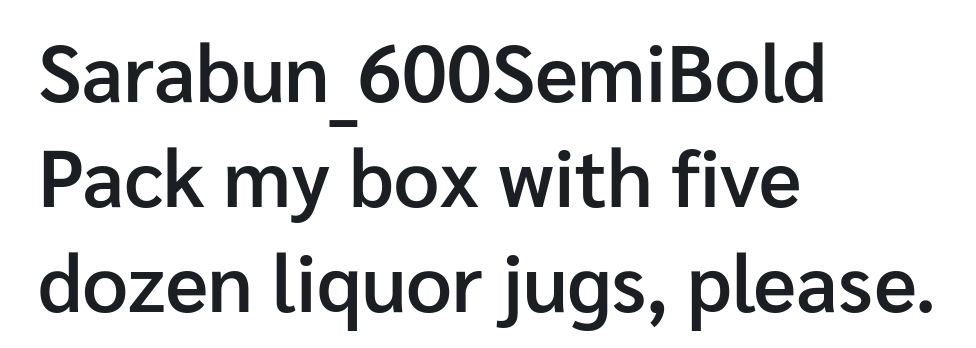 Sarabun_600SemiBold
Pack my box with five
dozen liquor jugs, please.